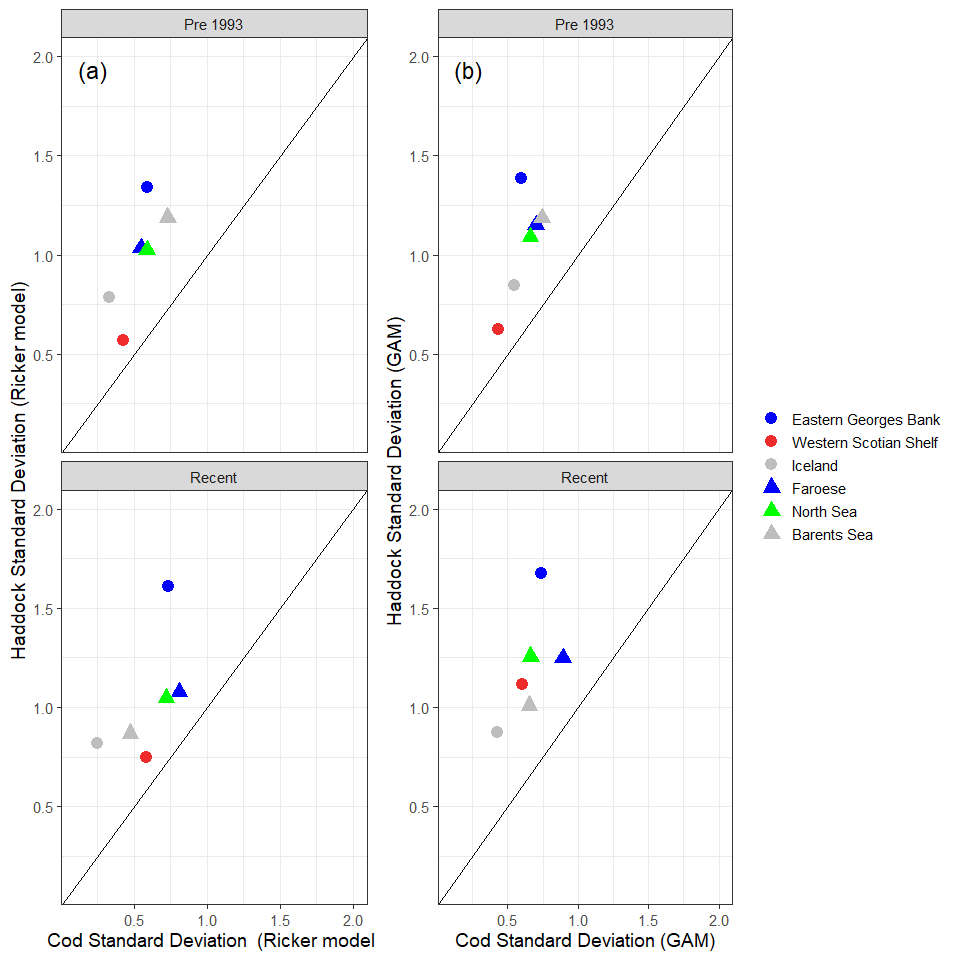 Pre 1993
Pre 1993
(a)
(b)
2.0
1.5
1.0
0.5
2.0
1.5
1.0
0.5
Haddock Standard Deviation (Ricker model)
Haddock Standard Deviation (GAM)
Recent
Recent
2.0
1.5
1.0
0.5
2.0
1.5
1.0
0.5
0.5 1.0 1.5 2.0
0.5 1.0 1.5 2.0
Cod Standard Deviation  (Ricker model
Cod Standard Deviation (GAM)
Eastern Georges Bank
Western Scotian Shelf
Iceland
Faroese
North Sea
Barents Sea